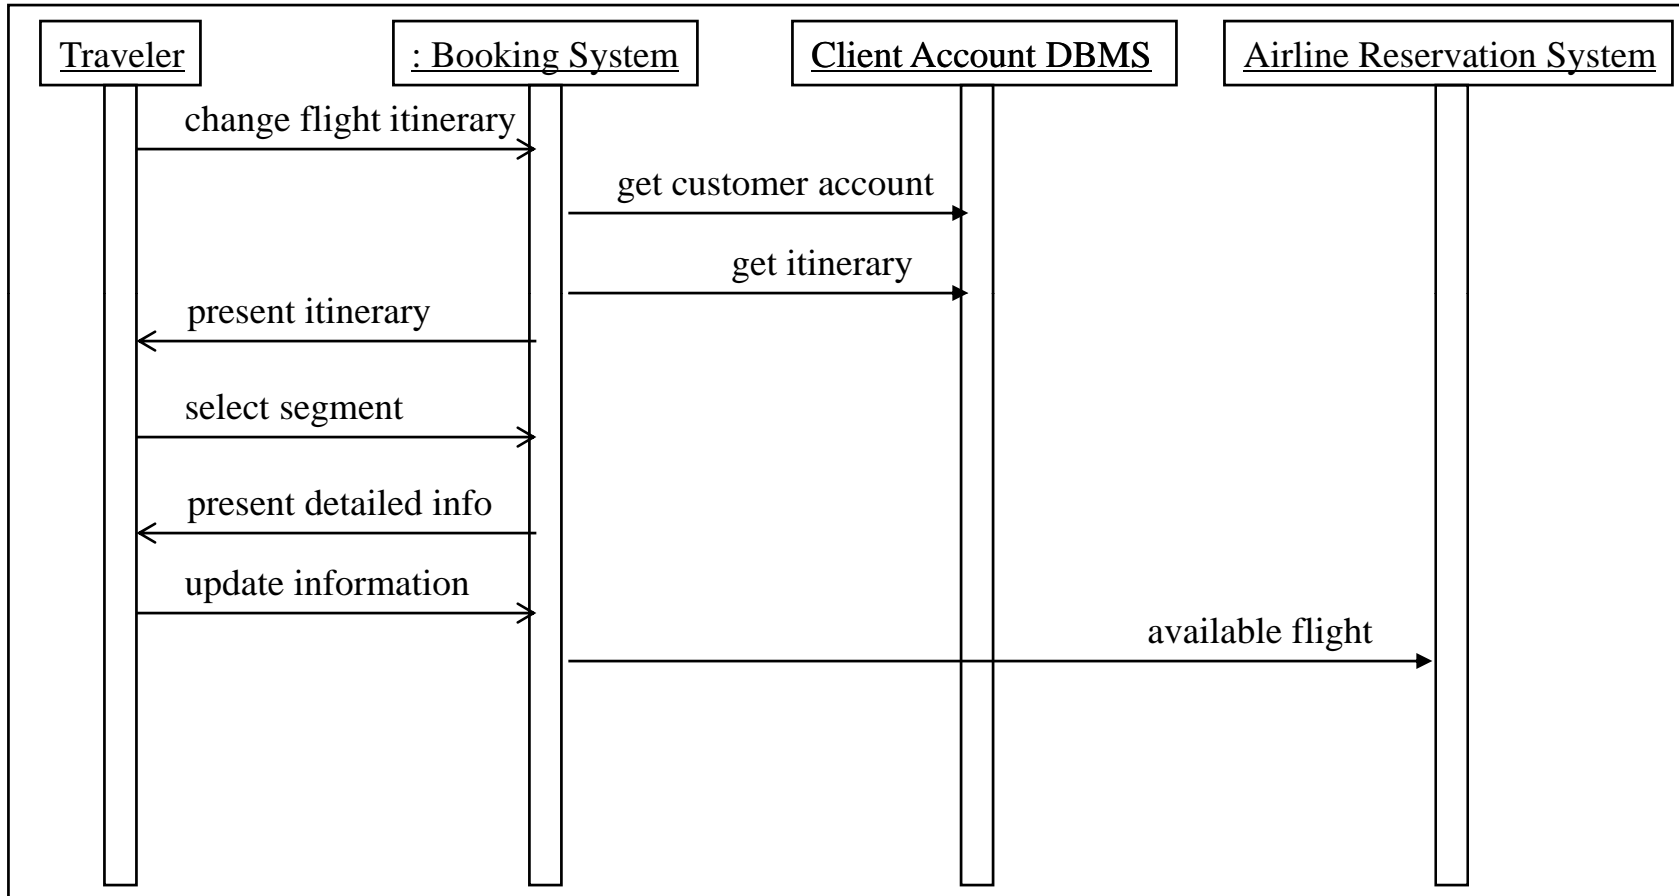 Traveler
: Booking System
Client Account DBMS
Airline Reservation System
change flight itinerary
get customer account
get itinerary
present itinerary
select segment
present detailed info
update information
available flight